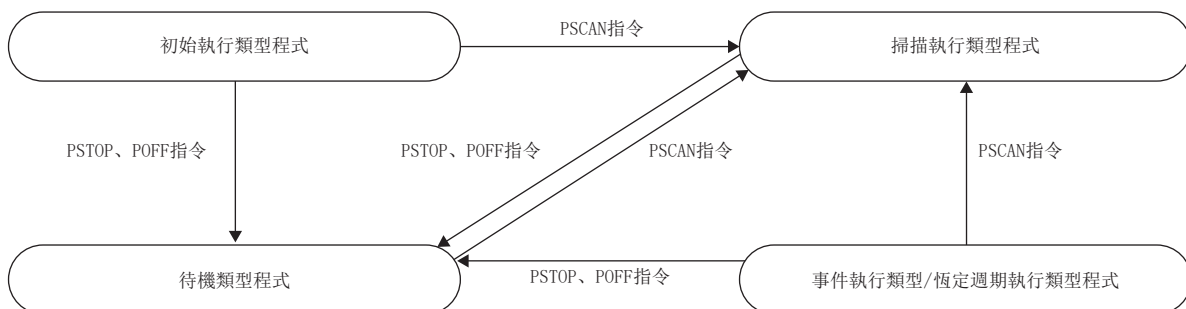 初始執行類型程式
PSCAN指令
掃描執行類型程式
PSTOP、POFF指令
PSTOP、POFF指令
PSCAN指令
PSCAN指令
待機類型程式
PSTOP、POFF指令
事件執行類型/恆定週期執行類型程式